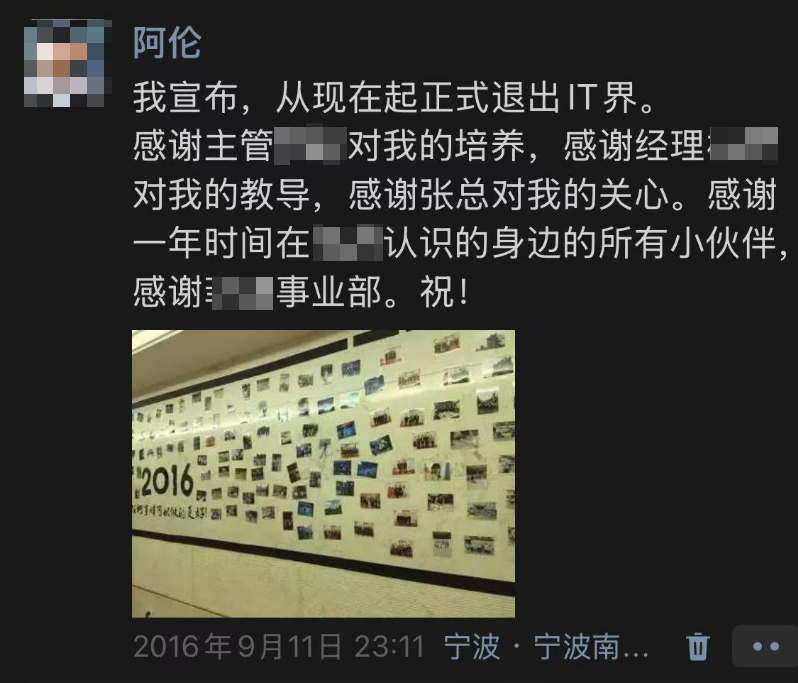 阿伦
我宣布，从现在起正式退出IT界。
感谢主管 对我的培养，感谢经理
对我的教导，感谢张总对我的关心。感谢
一年时间在 认识的身边的所有小伙伴，
感谢 事业部。祝！
2016
2016年9月11日 23:11 宁波 · 宁波南...